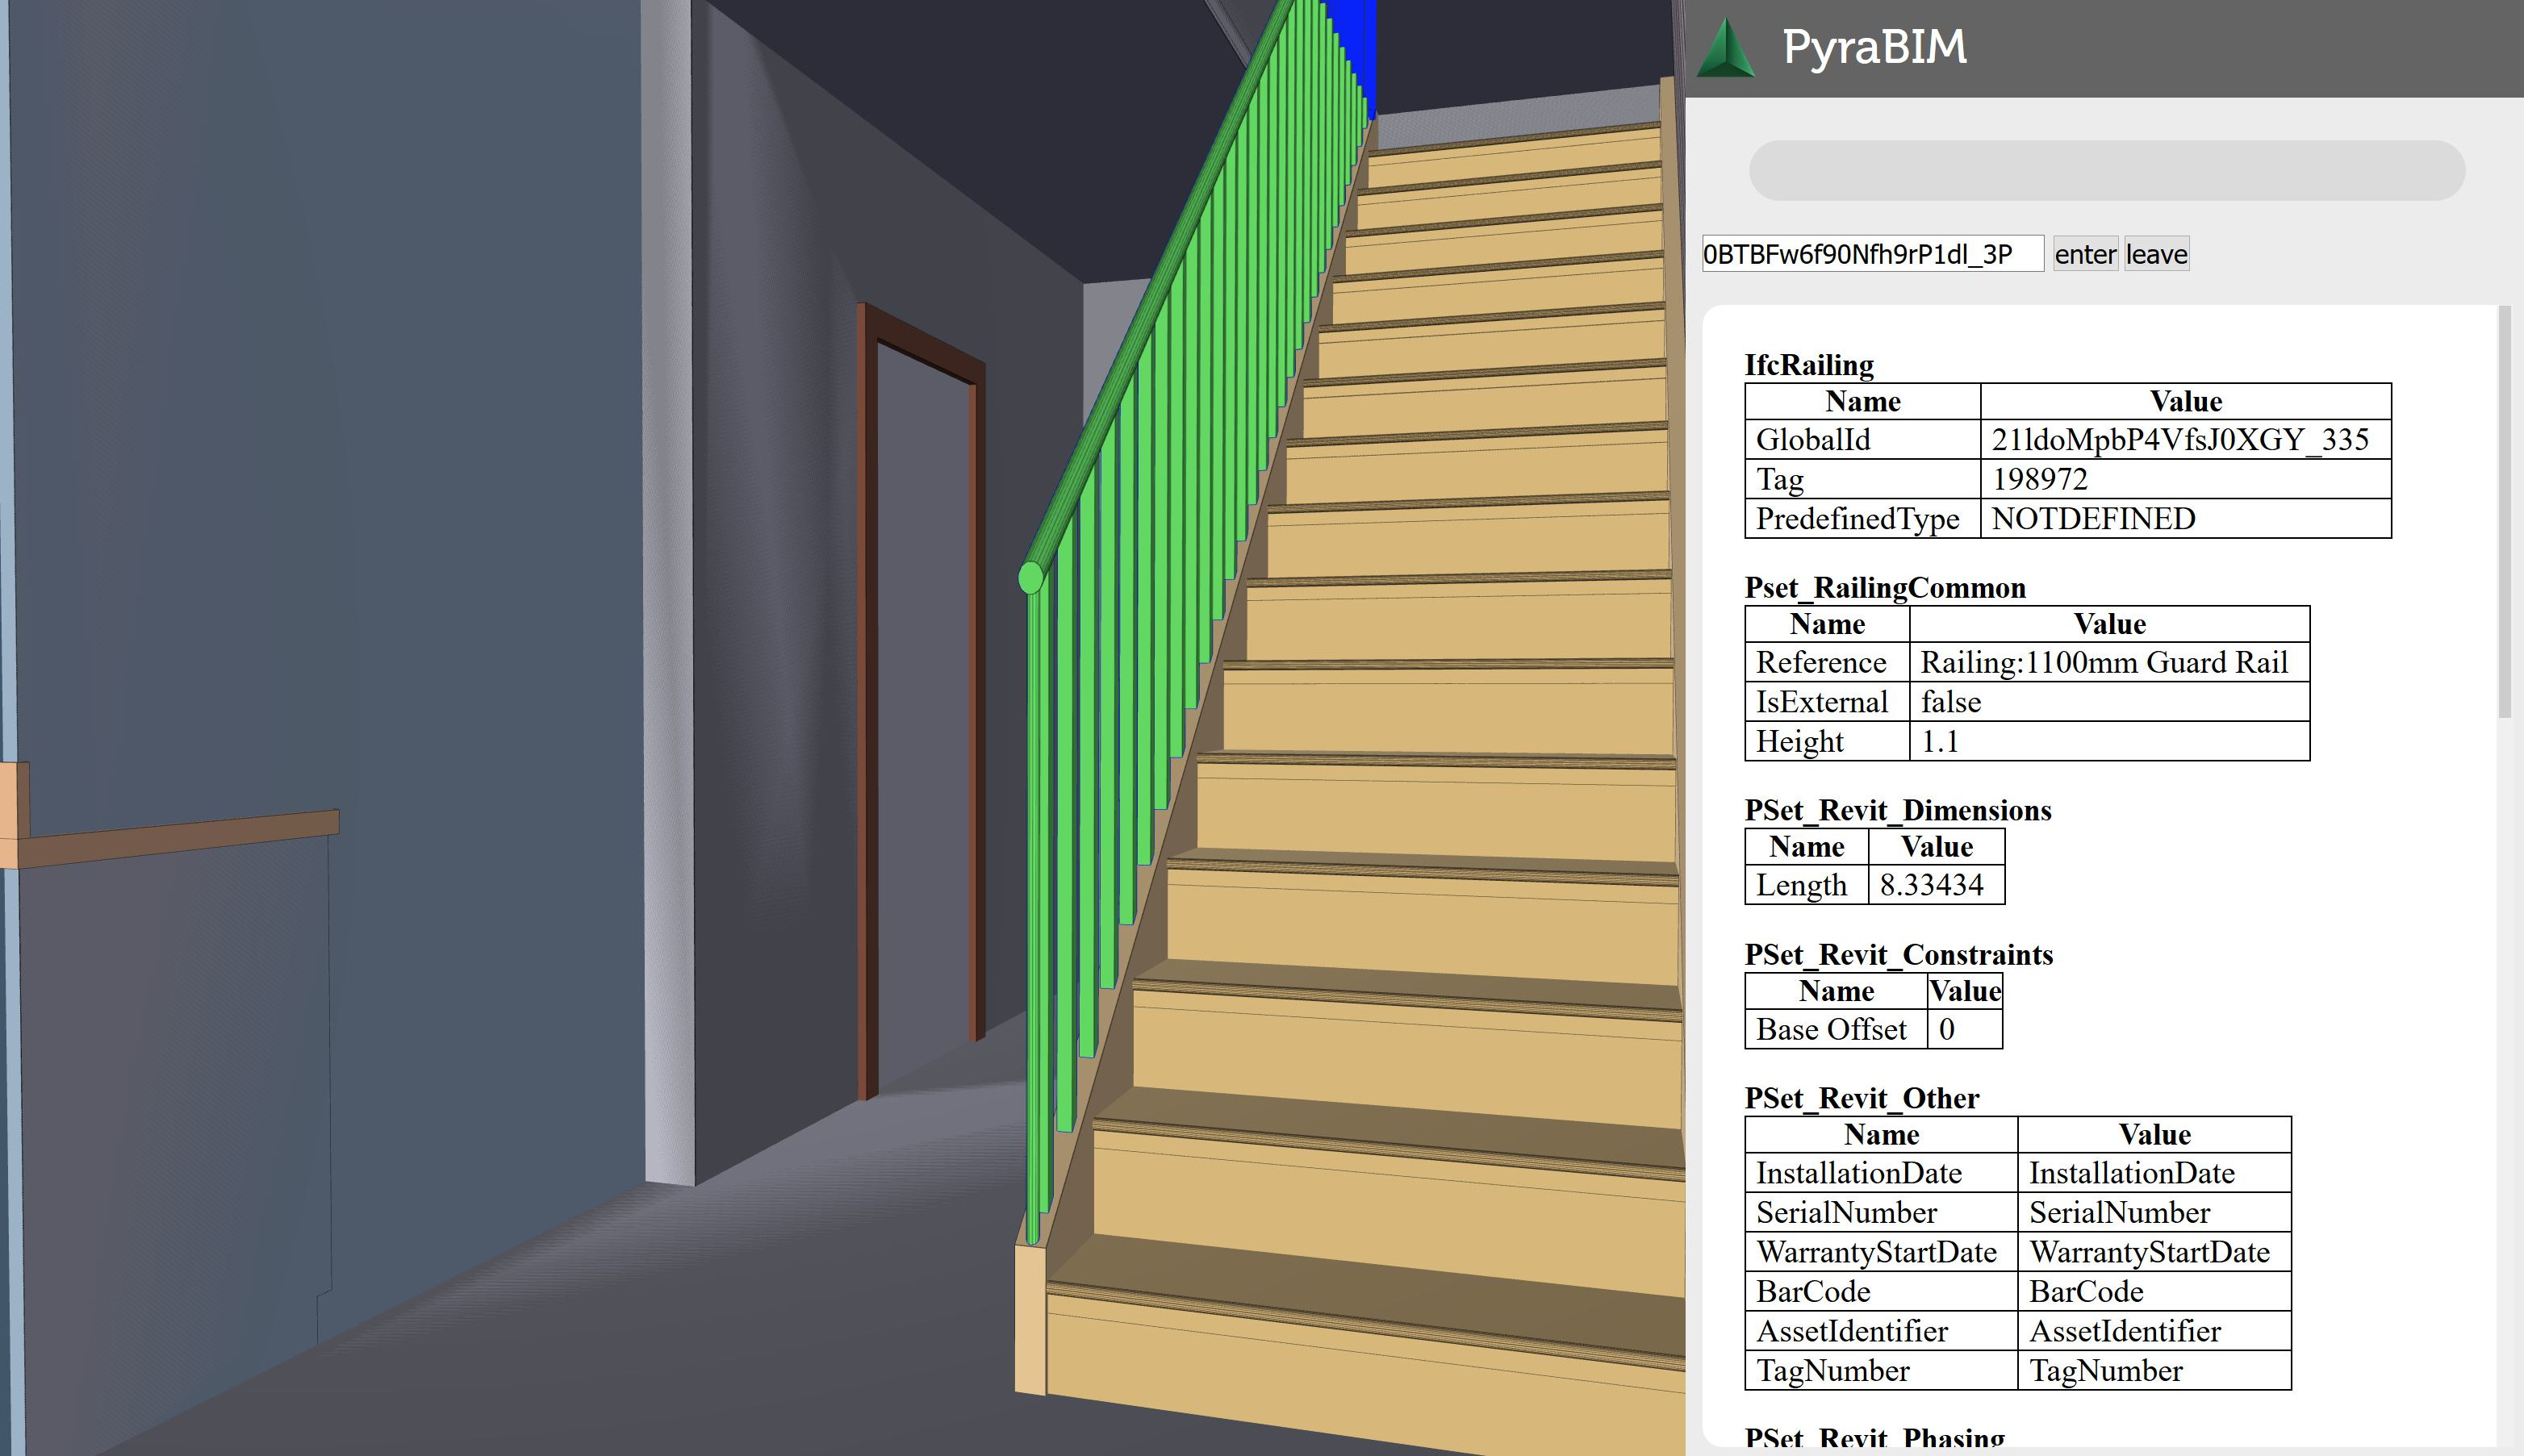 PyraBIM
0BTBFw6f90Nfh9rP1dl_3P enter leave
IfcRailing
Name Value
GlobalId 21ldoMpbP4VfsJ0XGY_335
Tag 198972
PredefinedType NOTDEFINED
Pset_RailingCommon
Name Value
Reference Railing:1100mm Guard Rail
IsExternal false
Height 1.1
PSet_Revit_Dimensions
Name Value
Length 8.33434
PSet_Revit_Constraints
Name Value
Base Offset 0
PSet_Revit_Other
Name Value
InstallationDate InstallationDate
SerialNumber SerialNumber
WarrantyStartDate WarrantyStartDate
BarCode BarCode
AssetIdentifier AssetIdentifier
TagNumber TagNumber
PSet_Revit_Phasing